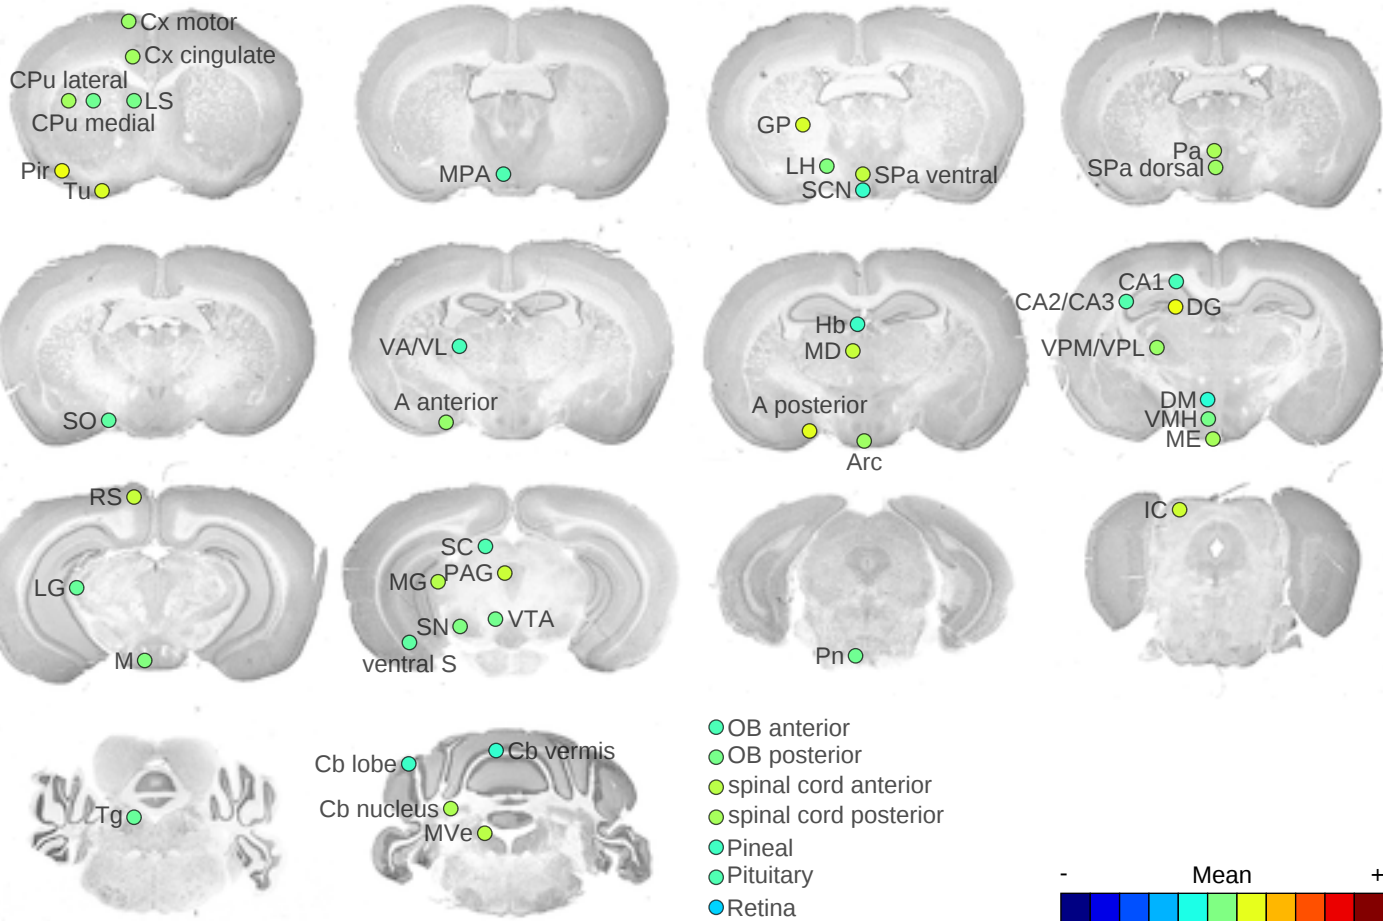 Cx motor
Cx cingulate
CPu lateral
LS
CPu medial
Pir
Tu
MPA
GP
LH
SPa ventral
SCN
Pa
SPa dorsal
SO
VA/VL
A anterior
Hb
MD
A posterior
Arc
CA1
CA2/CA3
DG
VPM/VPL
DM
VMH
ME
RS
LG
M
SC
MG
PAG
SN
VTA
ventral S
Pn
IC
Tg
Cb lobe
Cb vermis
Cb nucleus
MVe
OB anterior
OB posterior
spinal cord anterior
spinal cord posterior
Pineal
Pituitary
Retina
- Mean +